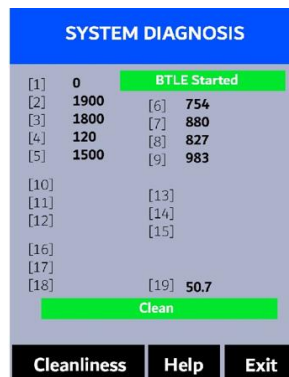 SYSTEM DIAGNOSIS
[1] 0 BTLE Started
[2] 1900 [6] 754
[3] 1800 [7] 880
[4] 120 [8] 827
[5] 1500 [9] 983
[10] [13]
[11] [14]
[12] [15]
[16]
[17]
[18] [19] 50.7
Clean
Cleanliness Help Exit